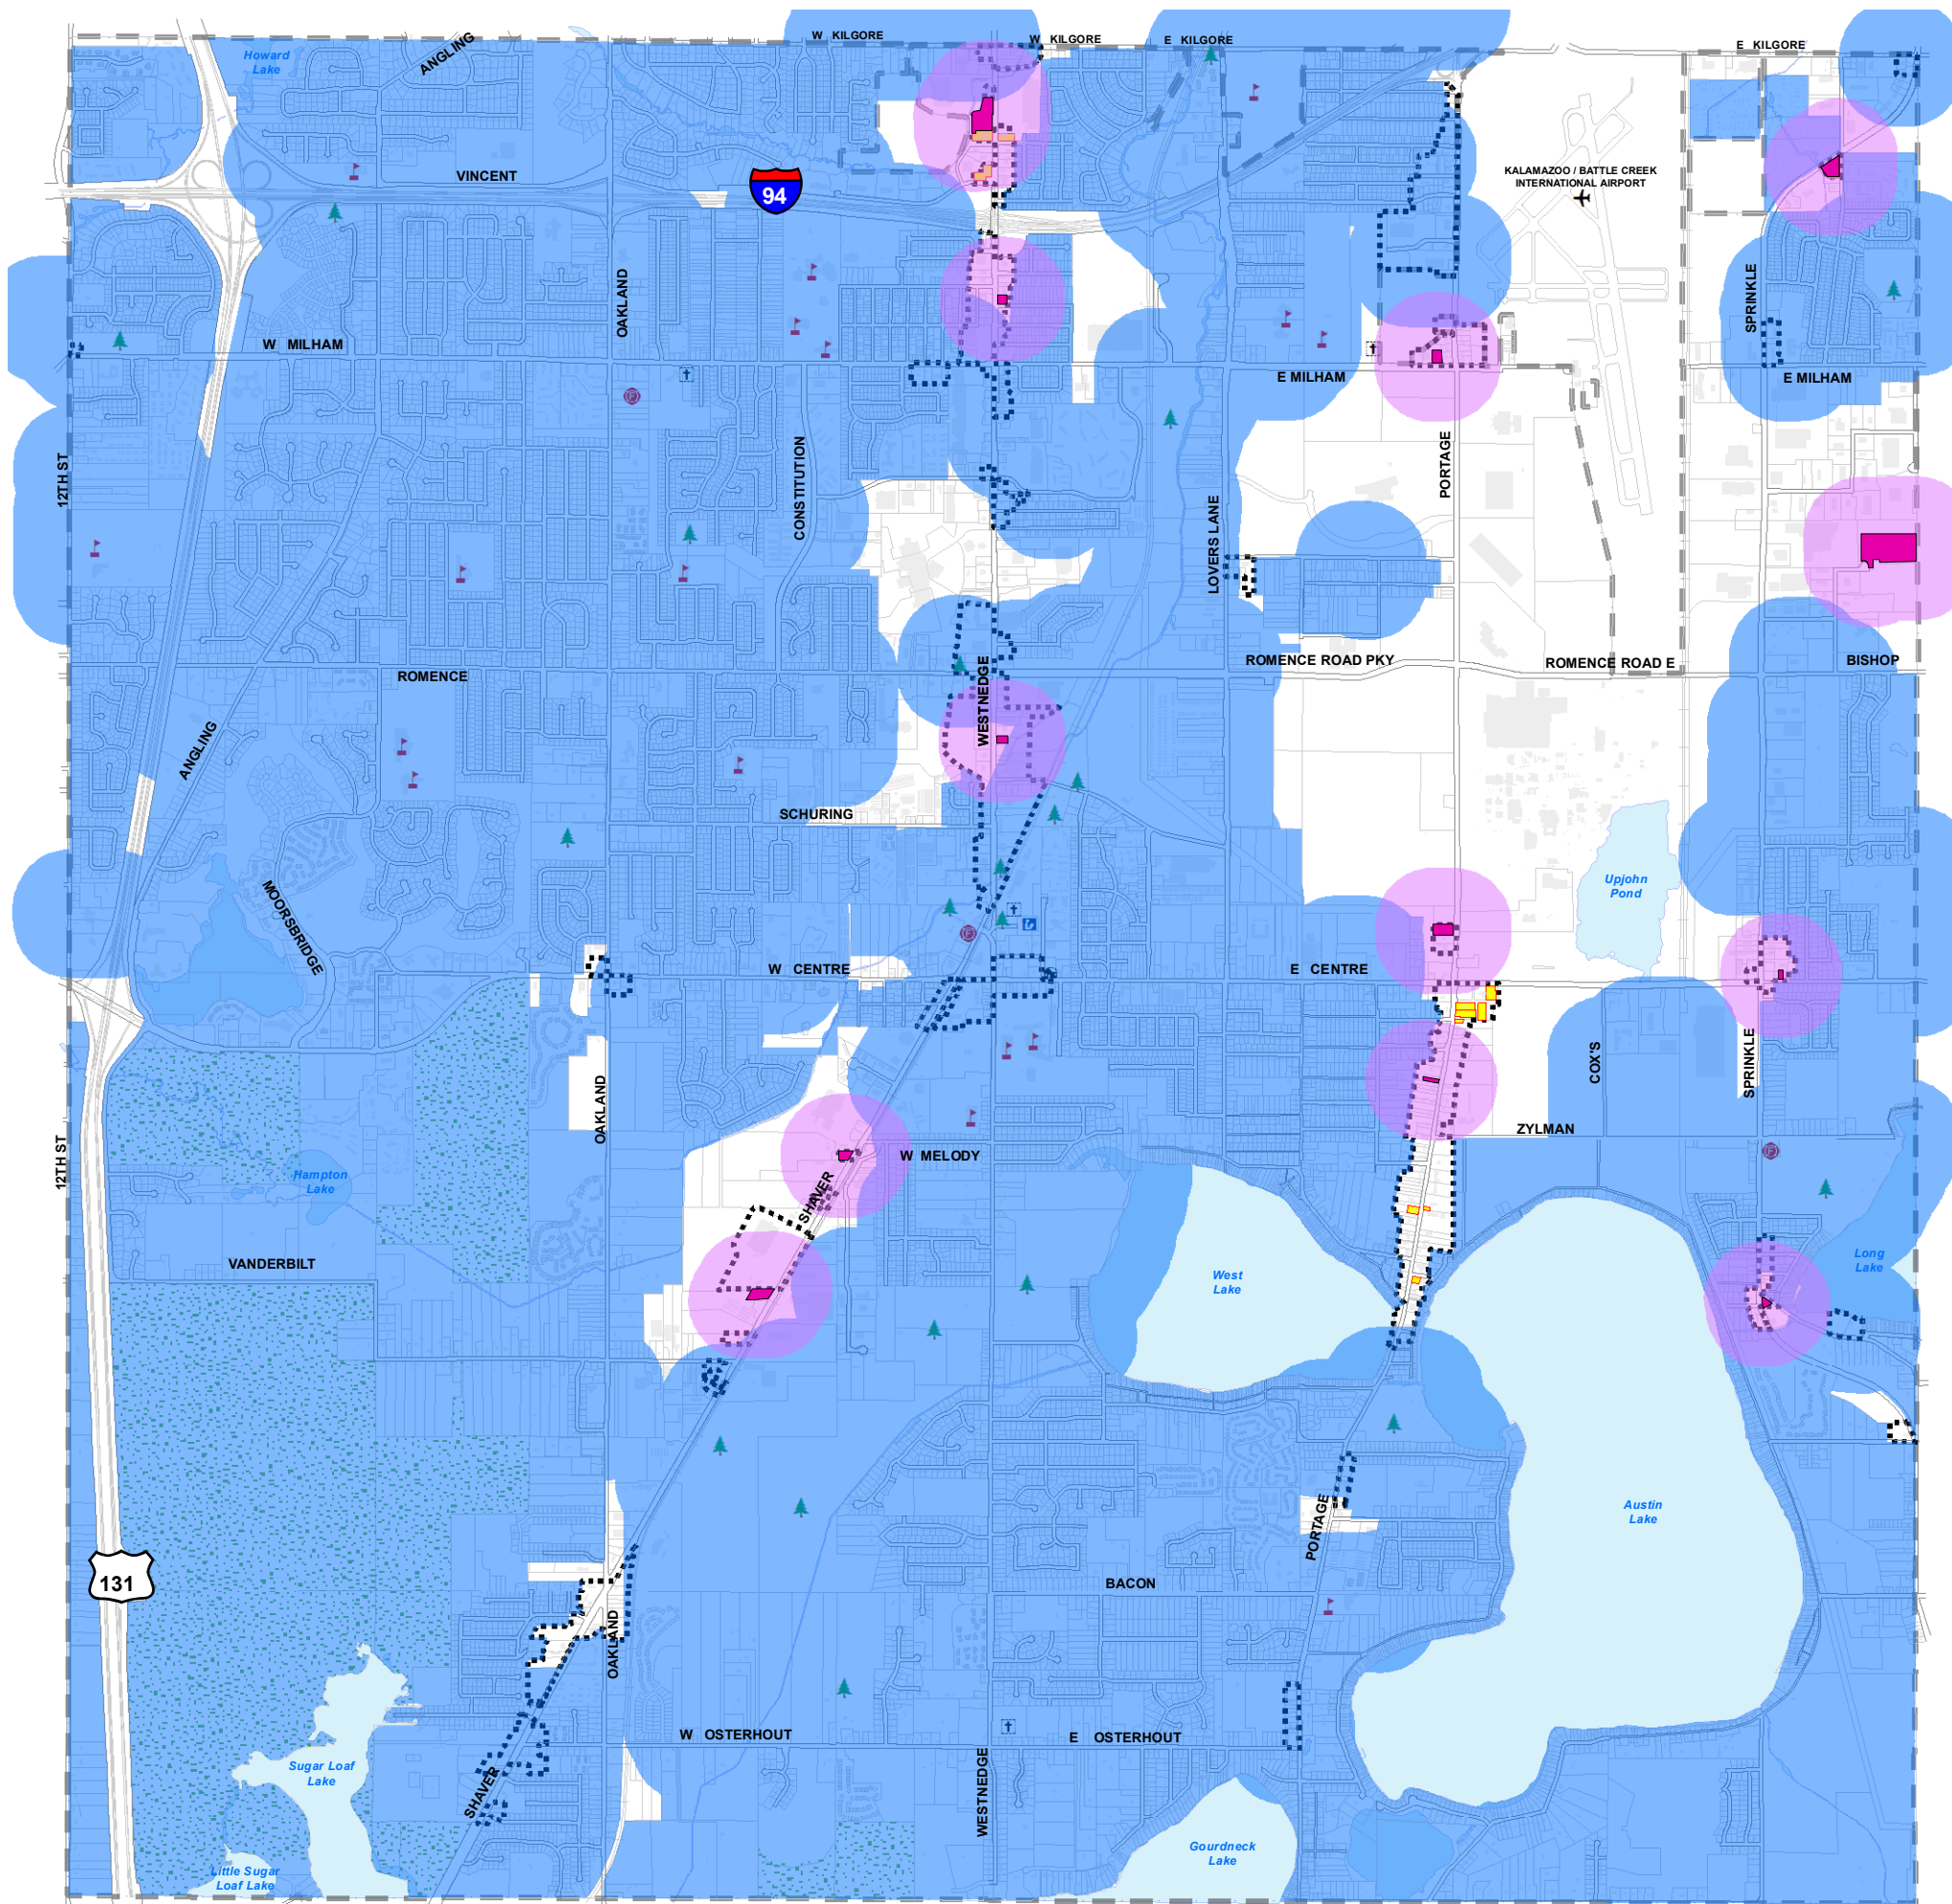 W KILGORE
W KILGORE
E KILGORE
E KILGORE
Howard
Lake
ANGLING
VINCENT
94
KALAMAZOO / BATTLE CREEK
INTERNATIONAL AIRPORT
OAKLAND
SPRINKLE
W MILHAM
E MILHAM
E MILHAM
12TH ST
CONSTITUTION
PORTAGE
LOVERS LANE
F
ROMENCE
WESTNEDGE
ROMENCE ROAD PKY
ROMENCE ROAD E
BISHOP
ANGLING
SCHURING
Upjohn
Pond
MOORSBRIDGE
F
W CENTRE
E CENTRE
OAKLAND
COX'S
SPRINKLE
12TH ST
W MELODY
ZYLMAN
F
Hampton
Lake
SHAVER
VANDERBILT
West
Lake
Long
Lake
Austin
Lake
PORTAGE
131
BACON
OAKLAND
W OSTERHOUT
E OSTERHOUT
Sugar Loaf
Lake
SHAVER
WESTNEDGE
Gourdneck
Lake
Little Sugar
Loaf Lake